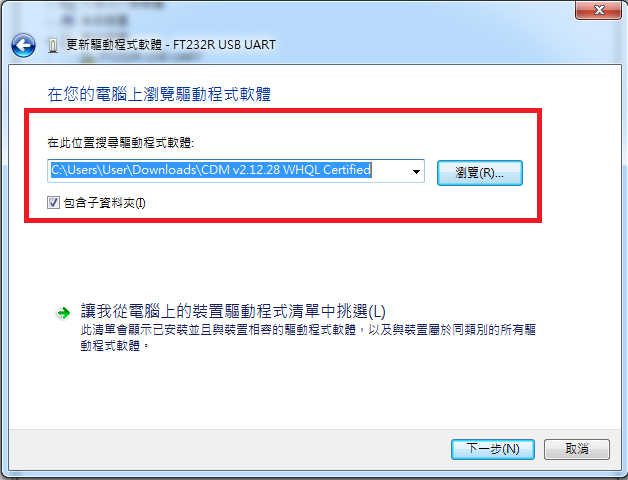 更新驅動程式軟體 - FT232R USB UART
在您的電腦上瀏覽驅動程式軟體
在此位置搜尋驅動程式軟體:
C:\Users\User\Downloads\CDM v2.12.28 WHQL Certified
瀏覽(R)...
包含子資料夾(I)
讓我從電腦上的裝置驅動程式清單中挑選(L)
此清單會顯示已安裝並且與裝置相容的驅動程式軟體，以及與裝置屬於同類別的所有驅
動程式軟體。
下一步(N)
取消